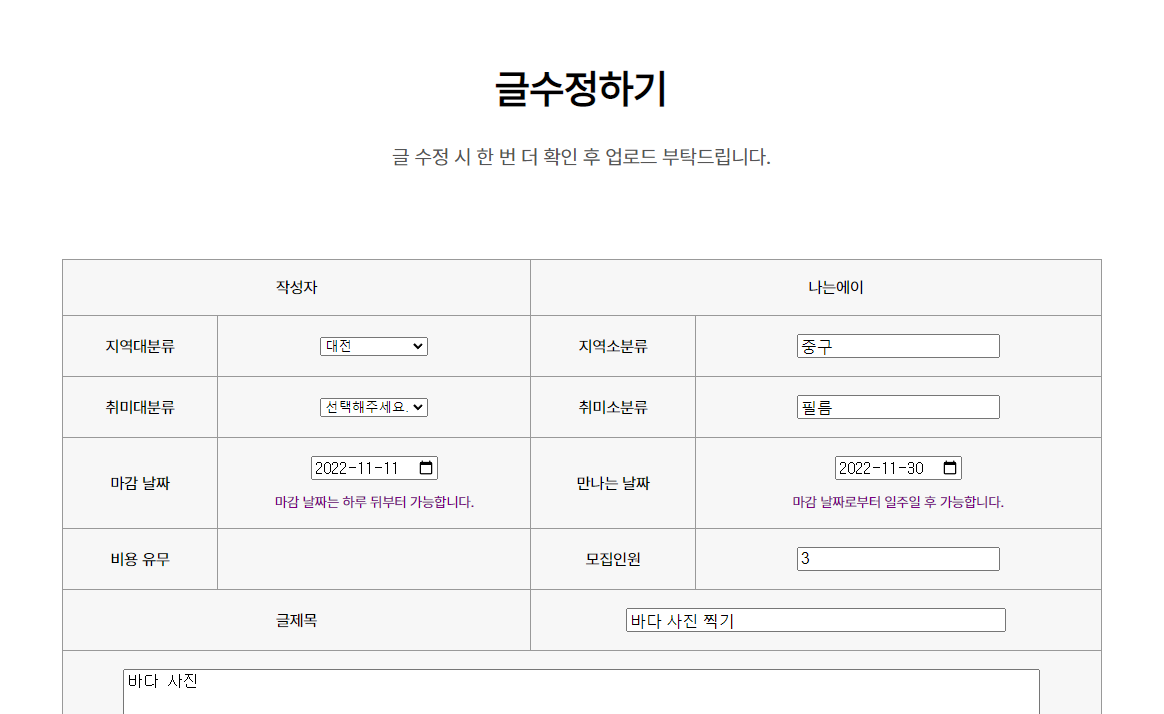 글수정하기
글 수정 시 한 번 더 확인 후 업로드 부탁드립니다.
작성자 나는에이
지역대분류 대전 지역소분류 중구
취미대분류 선택해주세요. 취미소분류 필름
마감 날짜 2022-11-11 만나는 날짜 2022-11-30
마감 날짜는 하루 뒤부터 가능합니다. 마감 날짜로부터 일주일 후 가능합니다.
비용 유무 모집인원 3
글제목 바다 사진 찍기
바다 사진